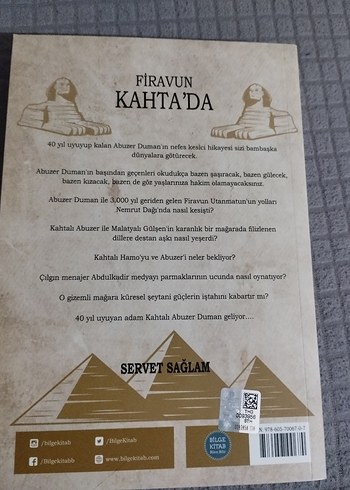 FİRAVUN
KAHTA'DA
40 yıl uyuyup kalan Abuzer Duman'ın nefes kesici hikayesi sizi bambaşka
dünyalara götürecek.
Abuzer Duman'ın başından geçenleri okudukça bazen şaşıracak, bazen gülecek,
bazen kızacak, bazen de göz yaşlarınıza hakim olamayacaksınız.
Abuzer Duman ile 3,000 yıl geriden gelen Firavun Utanmatun'un yolları
Nemrut Dağı'nda nasıl kesişti?
Kahtalı Abuzer ile Malatyalı Gülşen'in karanlık bir mağarada filizlenen
dillere destan aşkı nasıl yeşerdi?
Kahtalı Hamo'yu ve Abuzer'i neler bekliyor?
Çılgın menajer Abdulkadir medyayı parmaklarının ucunda nasıl oynatıyor?
O gizemli mağara küresel şeytani güçlerin iştahını kabartır mı?
40 yıl uyuyan adam Kahtalı Abuzer Duman geliyor....
SERVET SAĞLAM
/Bilgekitab
/BilgeKitab
/Bilgekitabb
www.bilgekitab.com
BİLGE
KİTAB